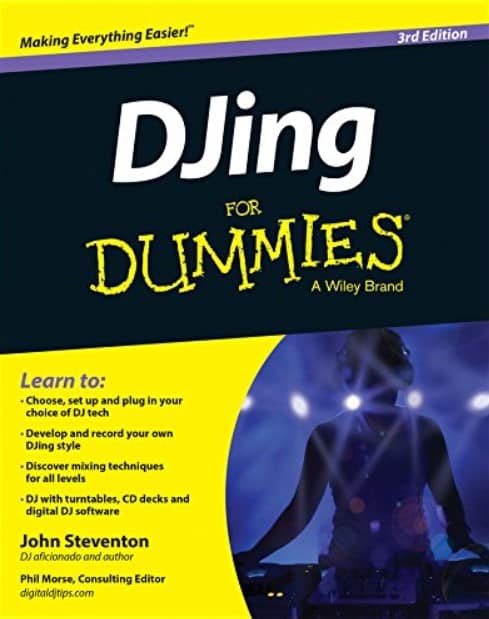 Making Everything Easier!™
3rd Edition
DJing
FOR
DUMMIES®
A Wiley Brand
Learn to:
• Choose, set up and plug in your
choice of DJ tech
• Develop and record your own
DJing style
• Discover mixing techniques
for all levels
• DJ with turntables, CD decks and
digital DJ software
John Steventon
DJ aficionado and author
Phil Morse, Consulting Editor
digitaldjtips.com